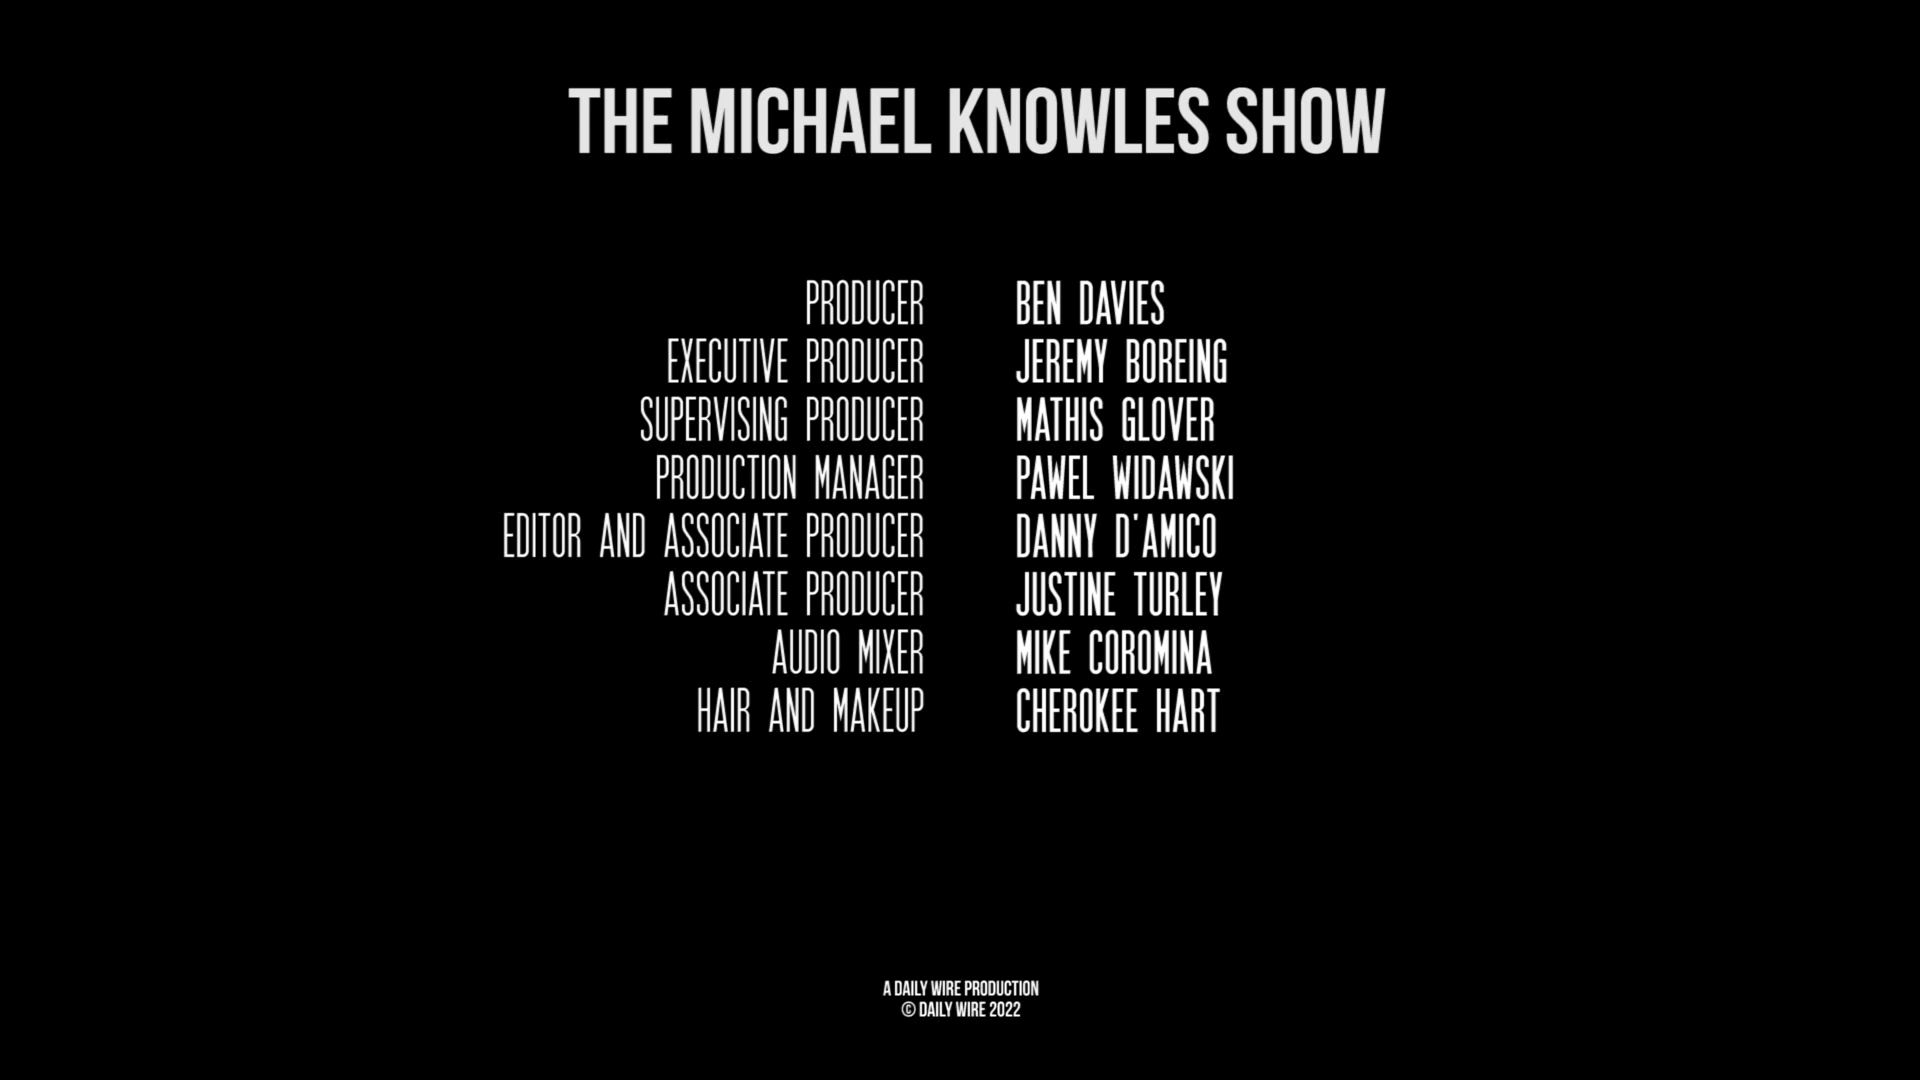 THE MICHAEL KNOWLES SHOW
PRODUCER BEN DAVIES
EXECUTIVE PRODUCER JEREMY BOREING
SUPERVISING PRODUCER MATHIS GLOVER
PRODUCTION MANAGER PAWEL WIDAWSKI
EDITOR AND ASSOCIATE PRODUCER DANNY D'AMICO
ASSOCIATE PRODUCER JUSTINE TURLEY
AUDIO MIXER MIKE COROMINA
HAIR AND MAKEUP CHEROKEE HART
A DAILY WIRE PRODUCTION
© DAILY WIRE 2022